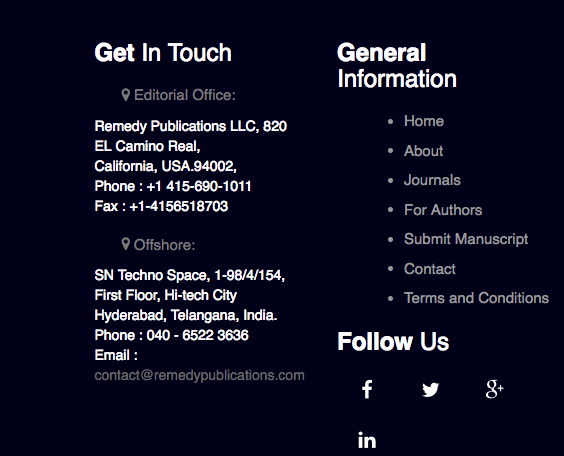 Get In Touch
Editorial Office:
Remedy Publications LLC, 820
EL Camino Real,
California, USA.94002,
Phone : +1 415-690-1011
Fax : +1-4156518703
Offshore:
SN Techno Space, 1-98/4/154,
First Floor, Hi-tech City
Hyderabad, Telangana, India.
Phone : 040 - 6522 3636
Email :
contact@remedypublications.com
General
Information
Home
About
Journals
For Authors
Submit Manuscript
Contact
Terms and Conditions
Follow Us